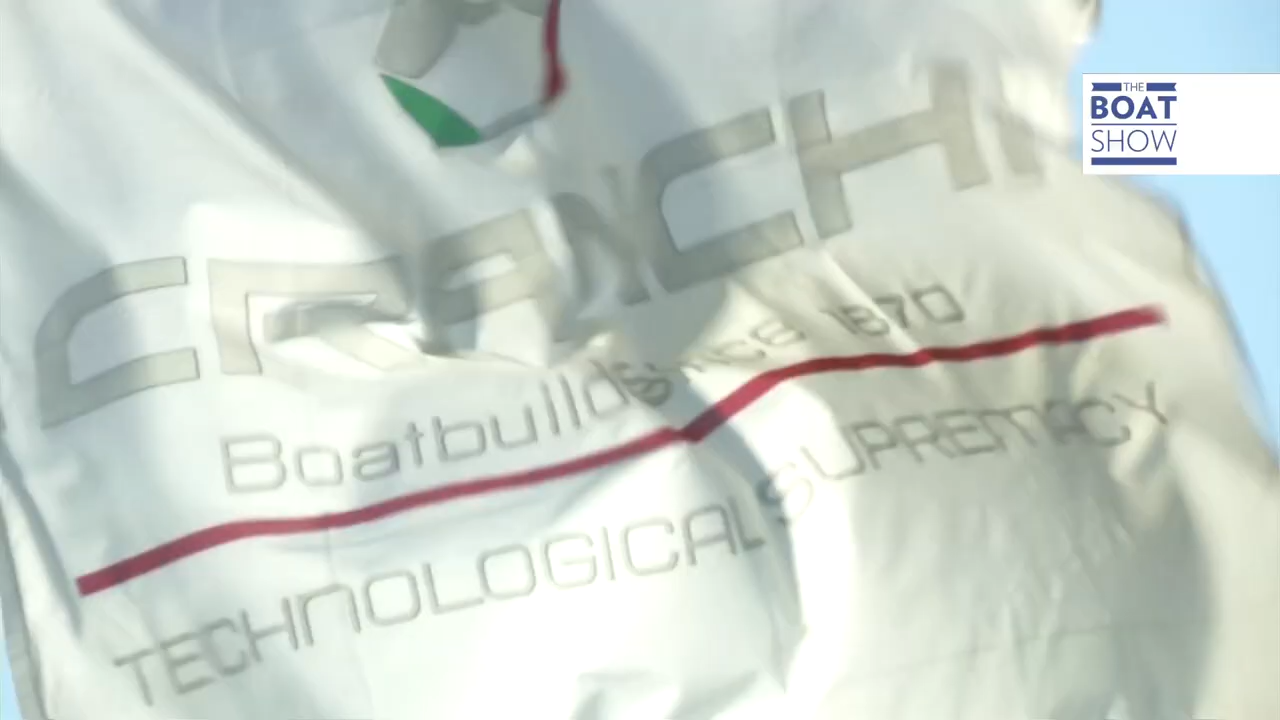 THE
BOAT
SHOW
CRANCHI
Boatbuilders since 1870
TECHNOLOGICAL SUPREMACY